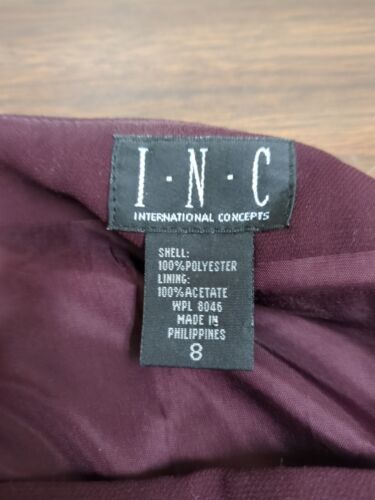 I·N·C
INTERNATIONAL CONCEPTS
SHELL:
100%POLYESTER
LINING:
100%ACETATE
WPL 8046
MADE IN
PHILIPPINES
8